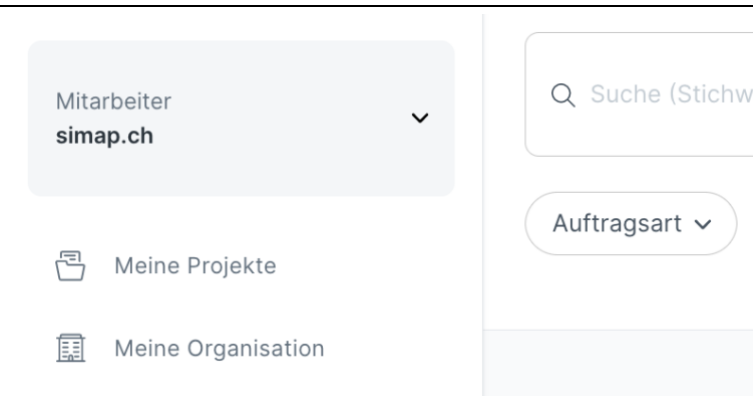 Mitarbeiter
simap.ch
Meine Projekte
Meine Organisation
Suche (Stichw
Auftragsart